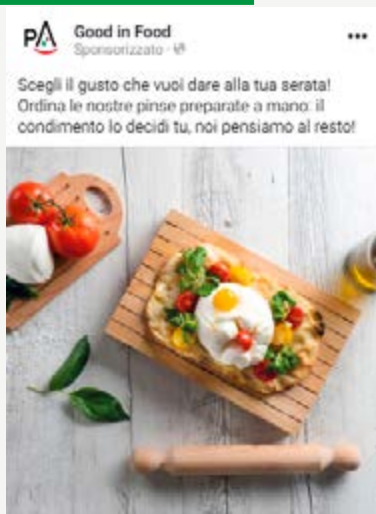 PA
Good in Food
Sponsorizzato
Scegli il gusto che vuoi dare alla tua serata!
Ordina le nostre pinse preparate a mano: il
condimento lo decidi tu, noi pensiamo al resto!